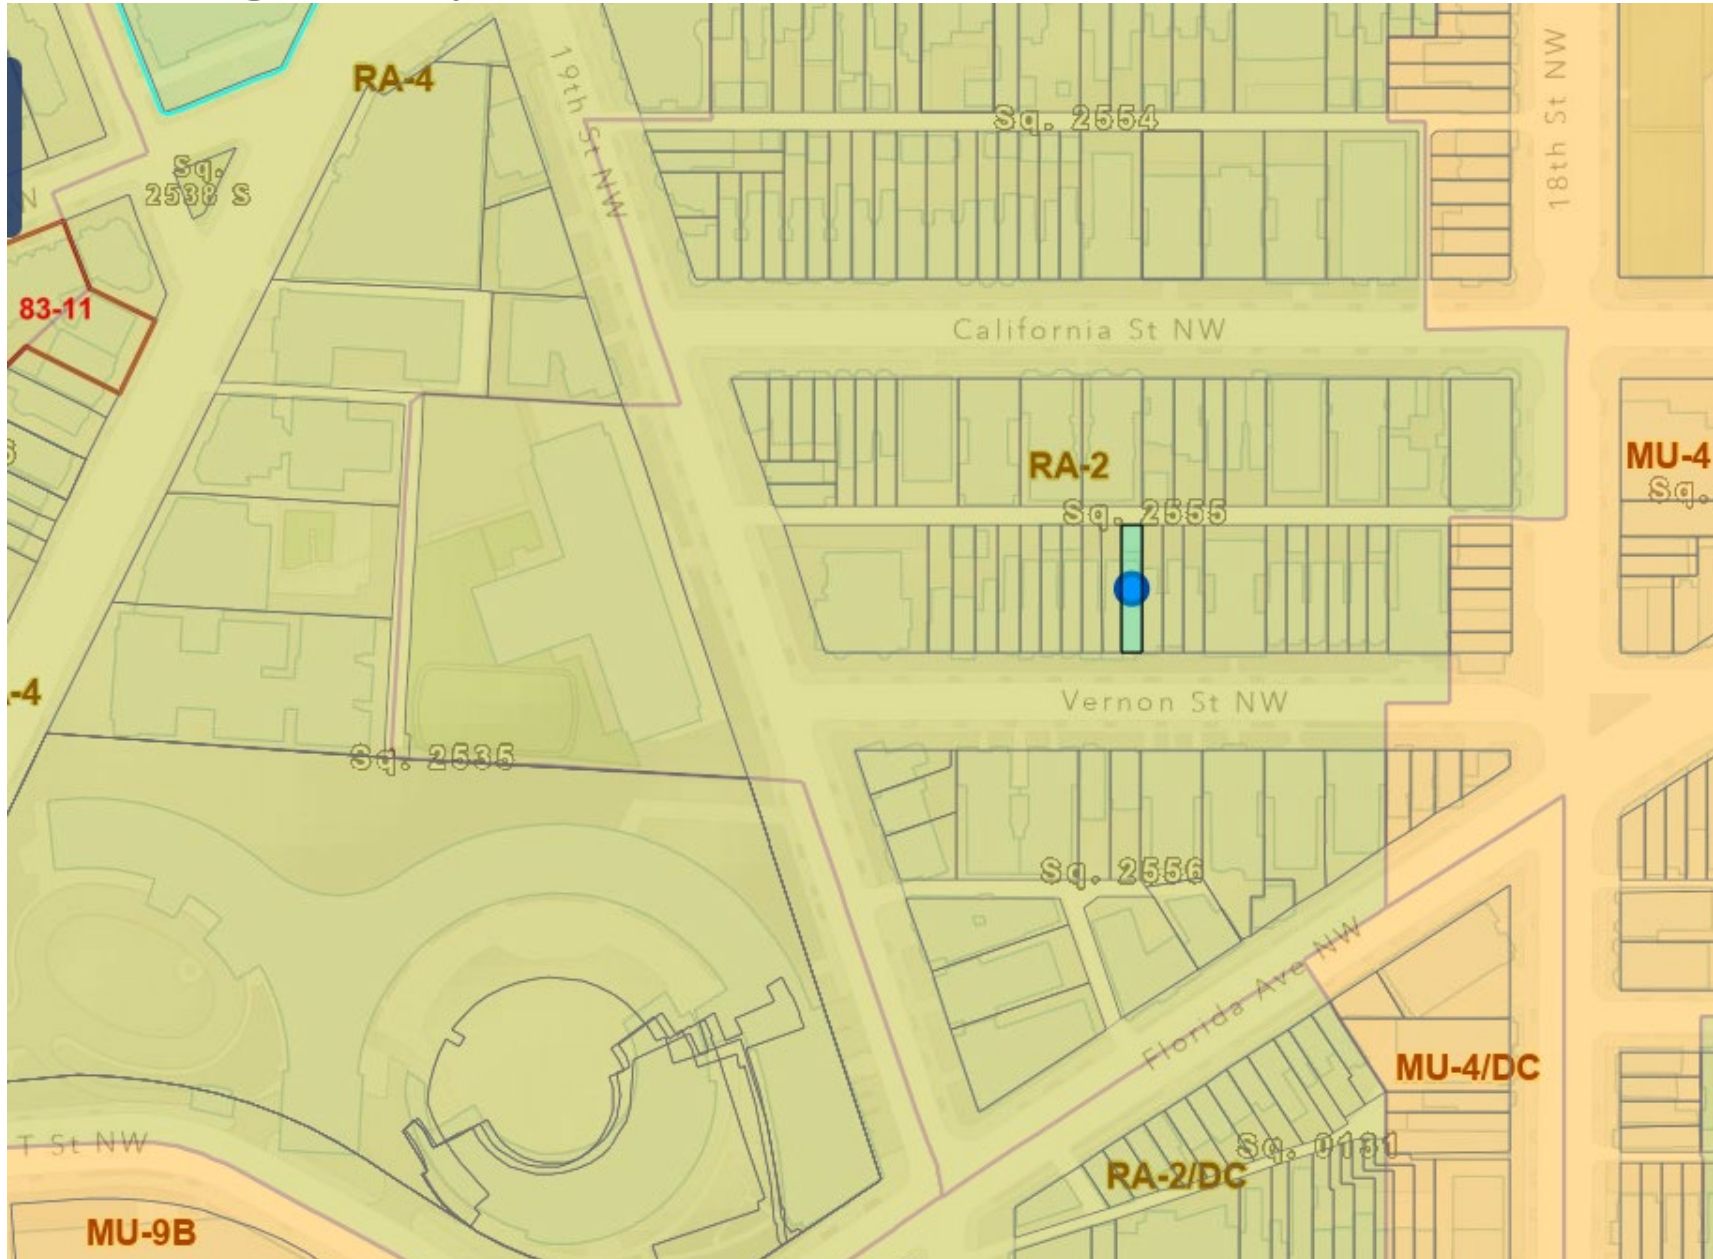 RA-4
19th St NW
Sq. 2554
18th St NW
Sq.
2538 S
N
83-11
California St NW
RA-2
MU-4
Sq.
Sq. 2555
-4
Vernon St NW
Sq. 2535
Sq. 2556
Florida Ave NW
MU-4/DC
T St NW
Sq. 0131
RA-2/DC
MU-9B